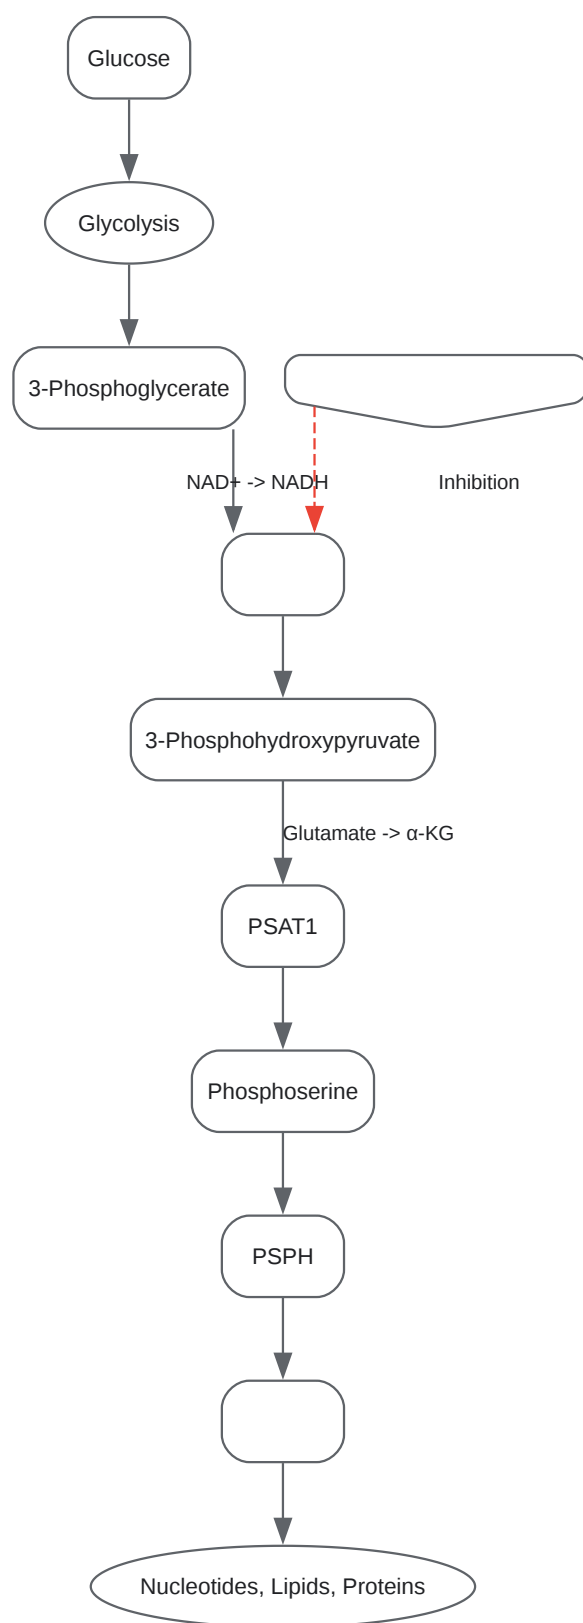 Glucose
Glycolysis
3-Phosphoglycerate
NAD+ -> NADH
Inhibition
3-Phosphohydroxypyruvate
Glutamate -> α-KG
PSAT1
Phosphoserine
PSPH
Nucleotides, Lipids, Proteins